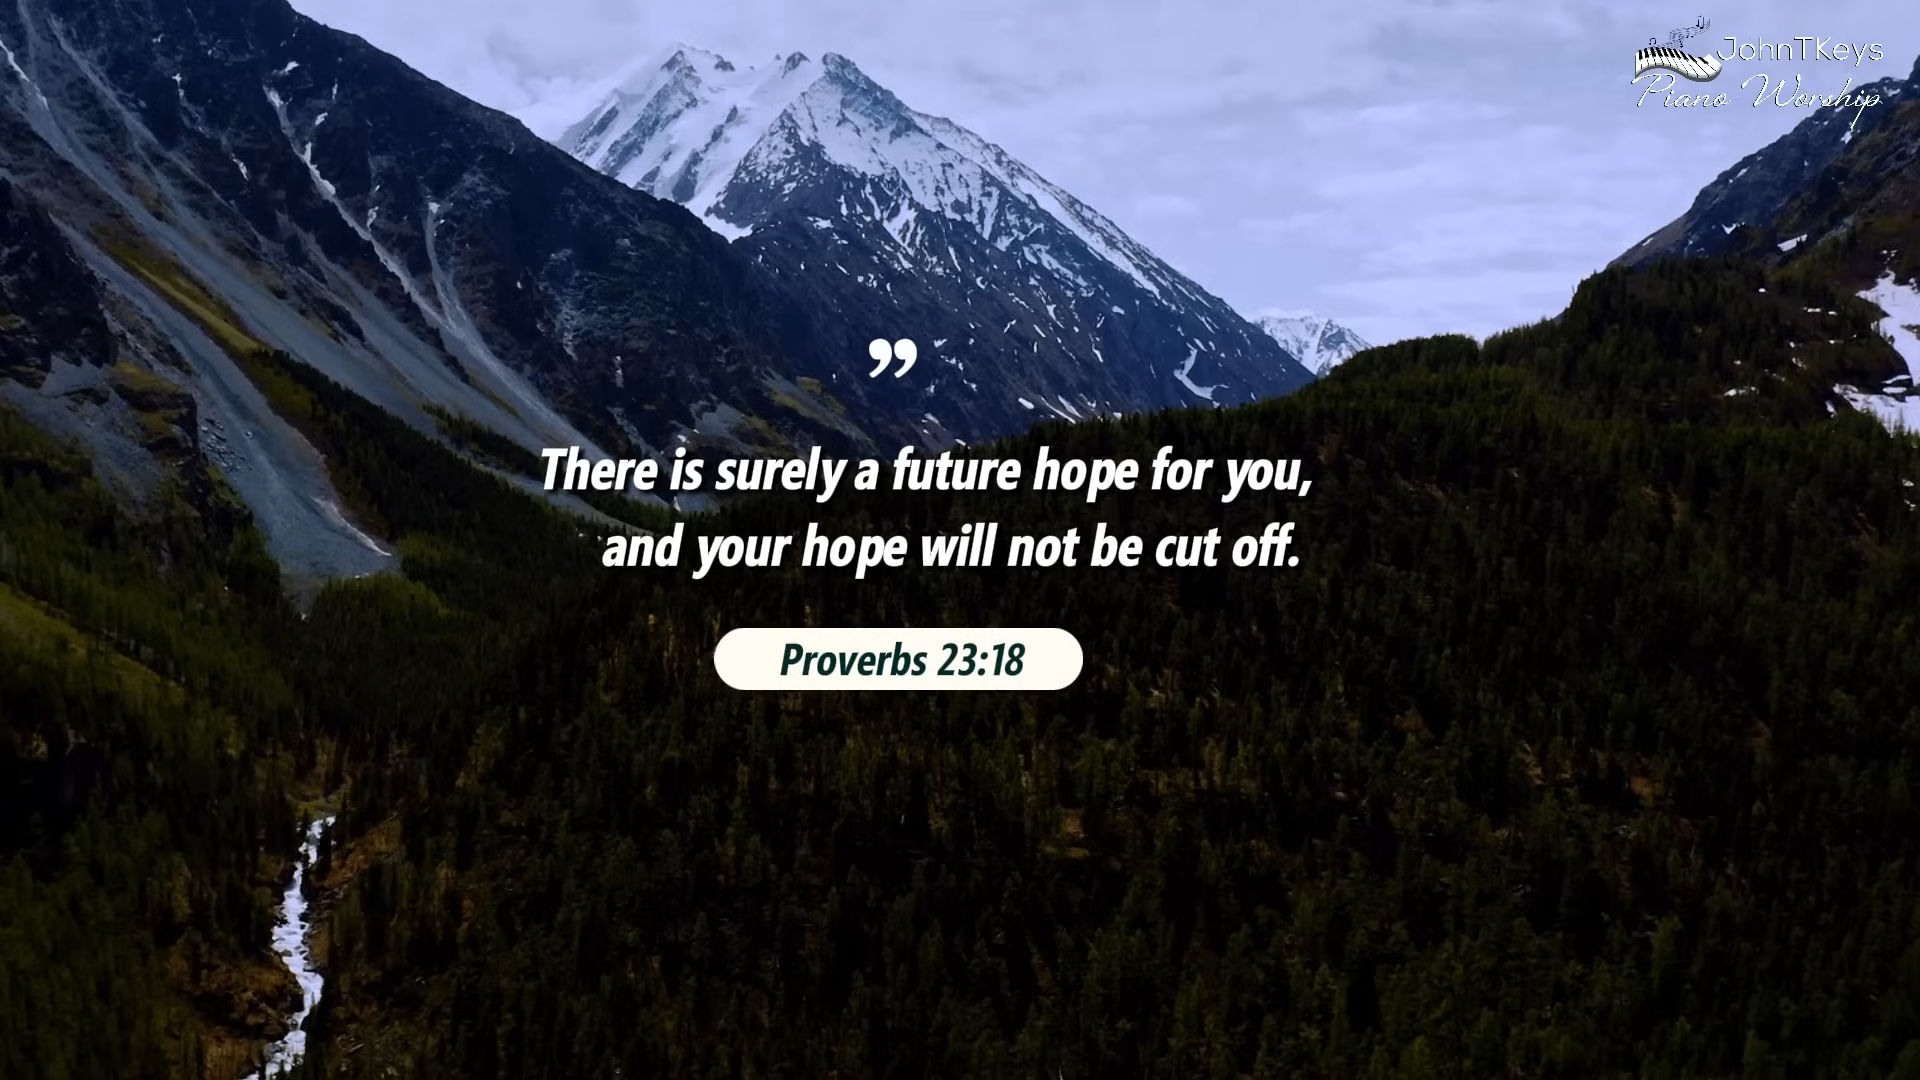 JohnTKeys
Piano Worship
”
There is surely a future hope for you,
and your hope will not be cut off.
Proverbs 23:18